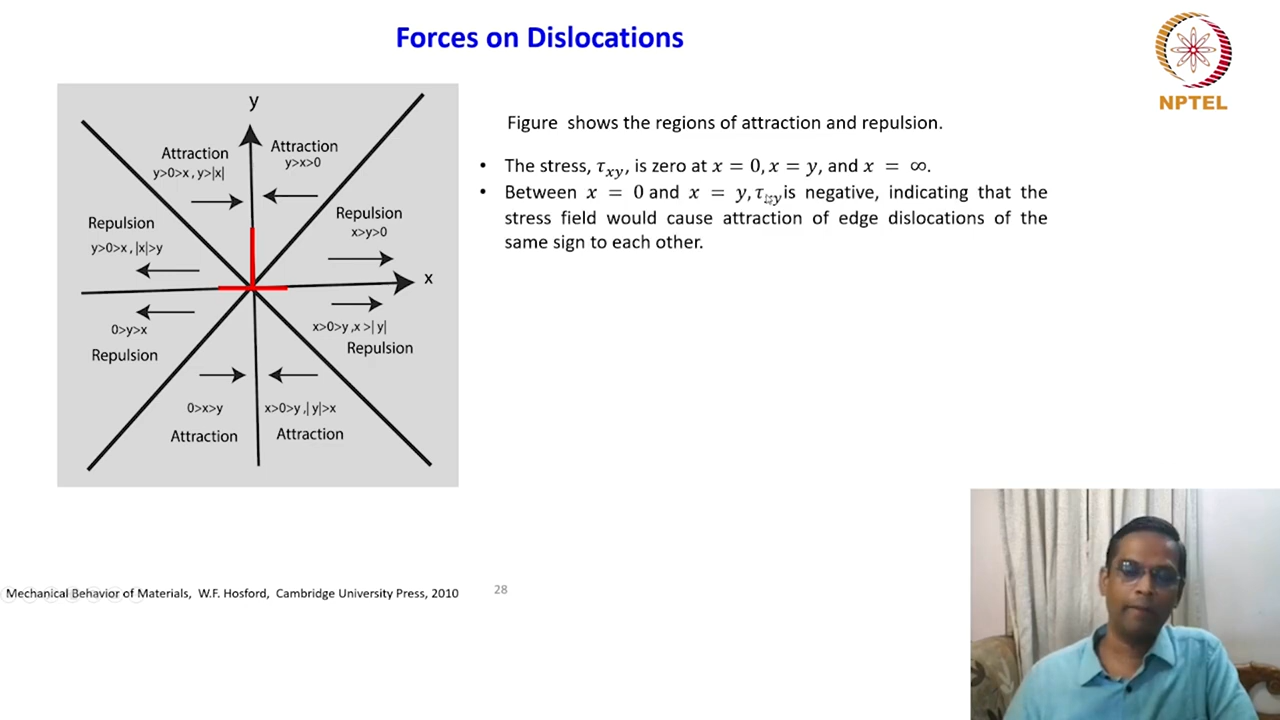 Forces on Dislocations
NPTEL
y
Attraction
y>0>x , y>|x|
Attraction
y>x>0
Repulsion
y>0>x , |x|>y
Repulsion
x>y>0
x
0>y>x
Repulsion
x>0>y ,x >| y|
Repulsion
0>x>y
Attraction
x>0>y ,| y|>x
Attraction
Figure shows the regions of attraction and repulsion.
• The stress, τxy, is zero at x = 0, x = y, and x = ∞.
• Between x = 0 and x = y, τxy is negative, indicating that the
stress field would cause attraction of edge dislocations of the
same sign to each other.
Mechanical Behavior of Materials, W.F. Hosford, Cambridge University Press, 2010
28